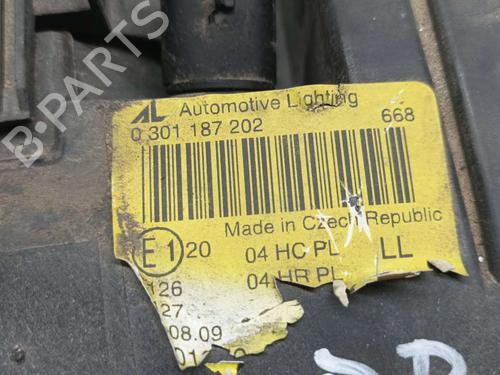 AL Automotive Lighting
0 301 187 202 668
Made in Czech Republic
E1 20 04 HC PL LL
04 HR PL
126
27
08.09